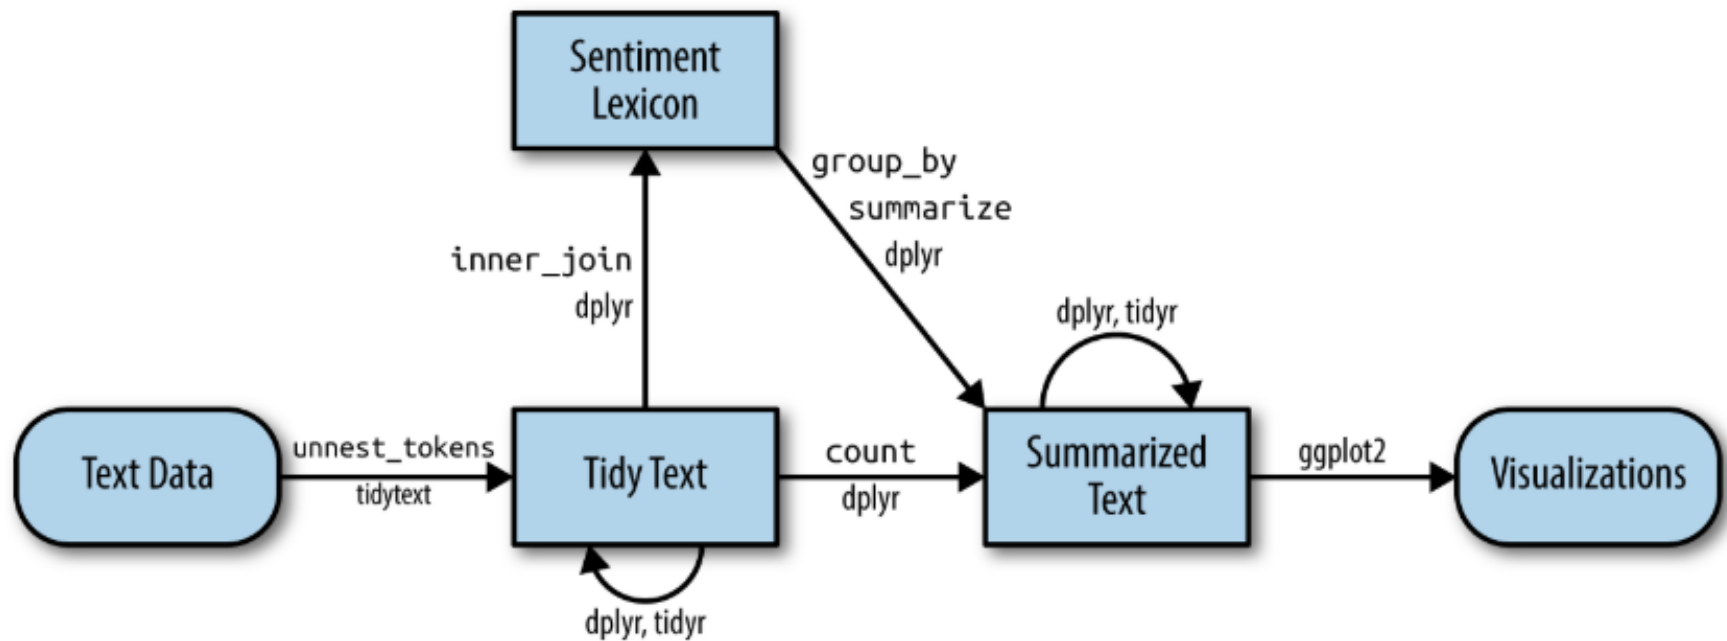 Sentiment
Lexicon
group_by
summarize
dplyr
inner_join
dplyr
dplyr, tidyr
Text Data
unnest_tokens
tidytext
Tidy Text
count
dplyr
Summarized
Text
ggplot2
Visualizations
dplyr, tidyr